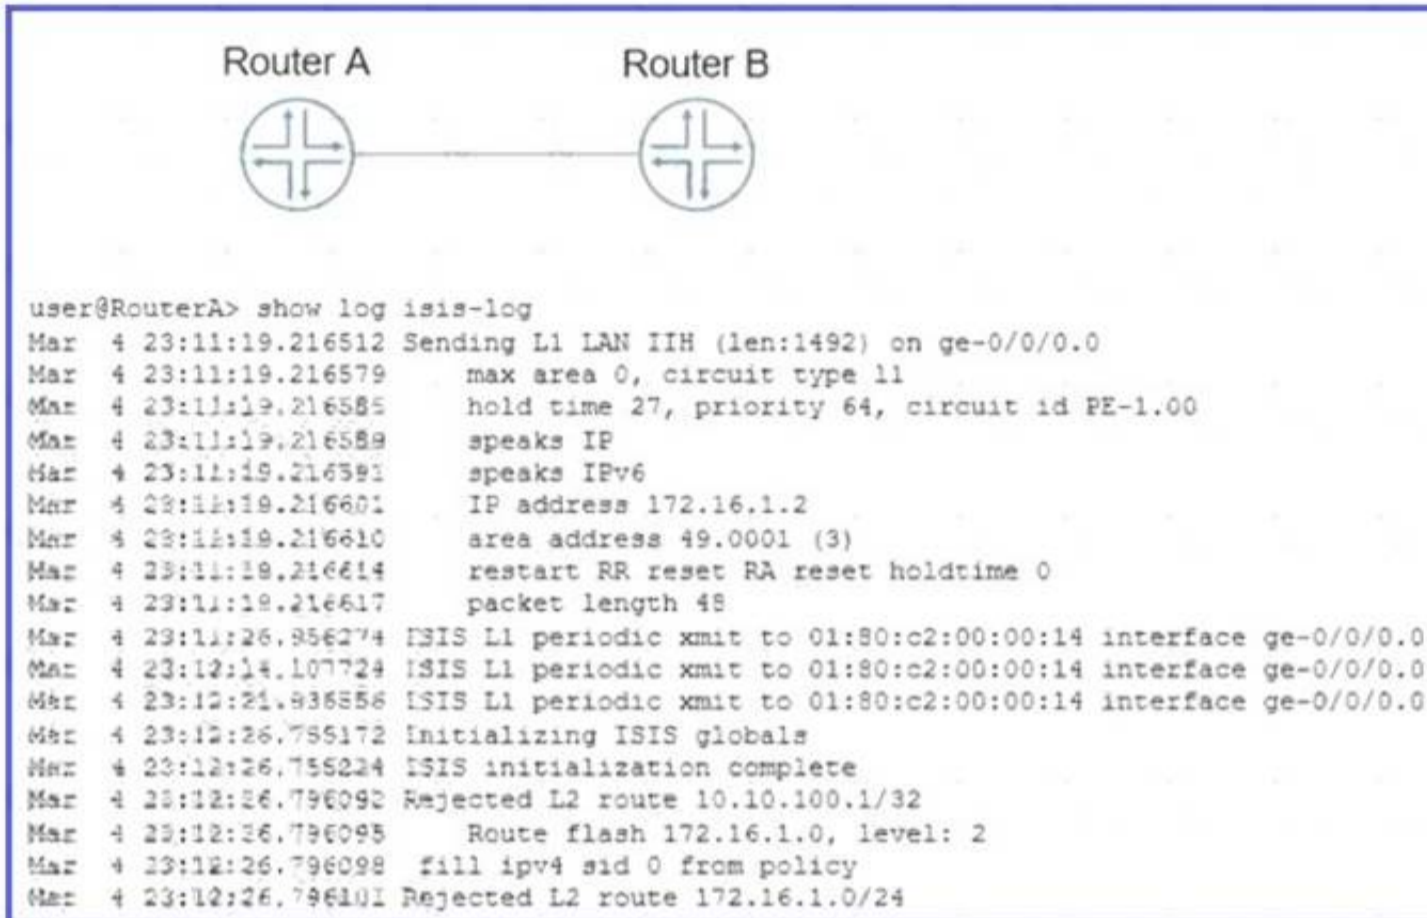 Router A Router B
user@RouterA> show log isis-log
Mar 4 23:11:19.216512 Sending L1 LAN IIH (len:1492) on ge-0/0/0.0
Mar 4 23:11:19.216579 max area 0, circuit type l1
Mar 4 23:11:19.216585 hold time 27, priority 64, circuit id PE-1.00
Mar 4 23:11:19.216589 speaks IP
Mar 4 23:11:19.216591 speaks IPv6
Mar 4 23:11:19.216601 IP address 172.16.1.2
Mar 4 23:11:19.216610 area address 49.0001 (3)
Mar 4 23:11:19.216614 restart RR reset RA reset holdtime 0
Mar 4 23:11:19.216617 packet length 48
Mar 4 23:11:26.956274 ISIS L1 periodic xmit to 01:80:c2:00:00:14 interface ge-0/0/0.0
Mar 4 23:12:14.107724 ISIS L1 periodic xmit to 01:80:c2:00:00:14 interface ge-0/0/0.0
Mar 4 ISIS L1 periodic xmit to 01:80:c2:00:00:14 interface ge-0/0/0.0
Mar 4 23:12:26.755172 Initializing ISIS globals
Mar 4 23:12:26.755224 ISIS initialization complete
Mar 4 23:12:26.796092 Rejected L2 route 10.10.100.1/32
Mar 4 23:12:26.796095 Route flash 172.16.1.0, level: 2
Mar 4 23:12:26.796098 fill ipv4 sid 0 from policy
Mar 4 23:12:26.796101 Rejected L2 route 172.16.1.0/24